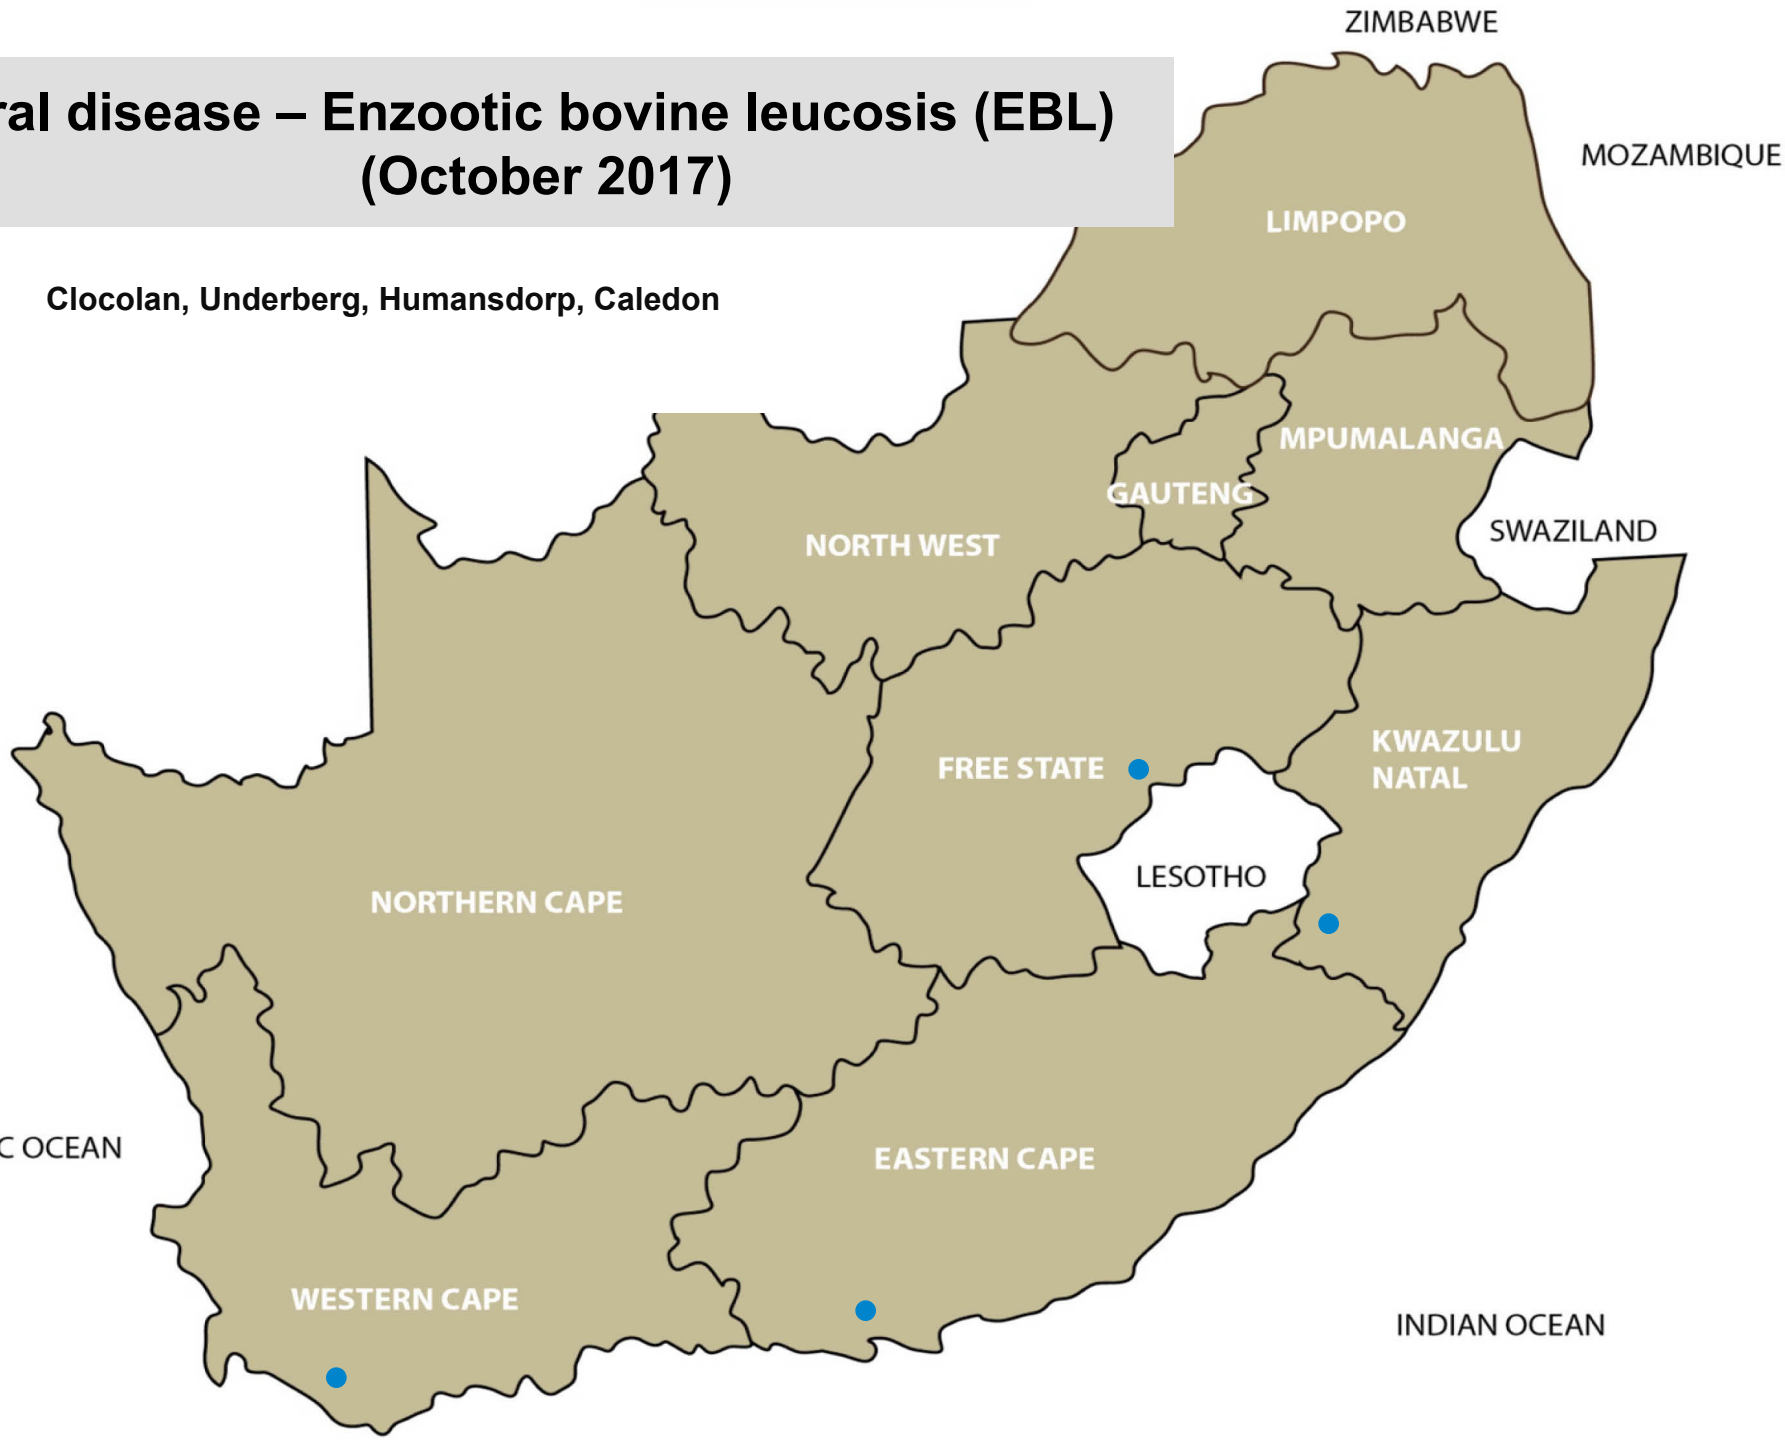 ZIMBABWE
ral disease – Enzootic bovine leucosis (EBL)
(October 2017)
MOZAMBIQUE
LIMPOPO
Clocolan, Underberg, Humansdorp, Caledon
MPUMALANGA
GAUTENG
SWAZILAND
NORTH WEST
KWAZULU
NATAL
FREE STATE
LESOTHO
NORTHERN CAPE
C OCEAN
EASTERN CAPE
WESTERN CAPE
INDIAN OCEAN